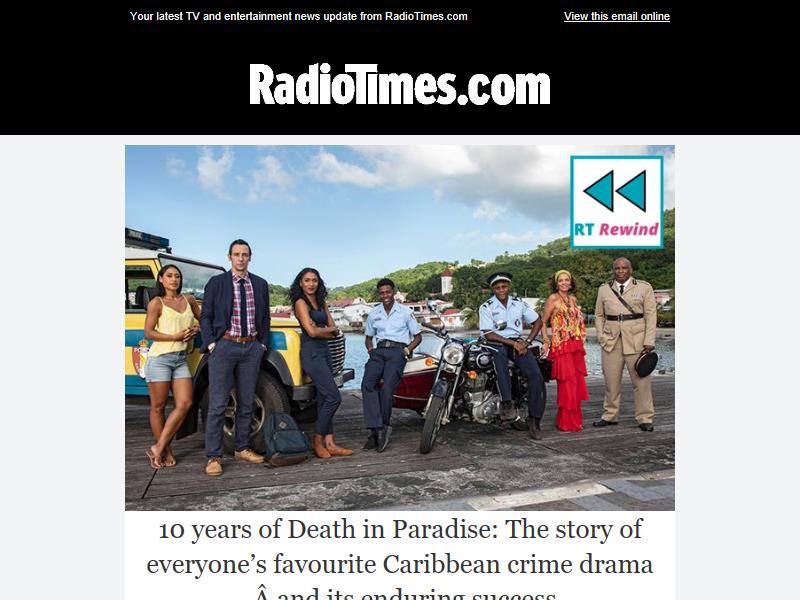 Your latest TV and entertainment news update from RadioTimes.com
View this email online
RadioTimes.com
RT Rewind
10 years of Death in Paradise: The story of
everyone’s favourite Caribbean crime drama
Â and its enduring success